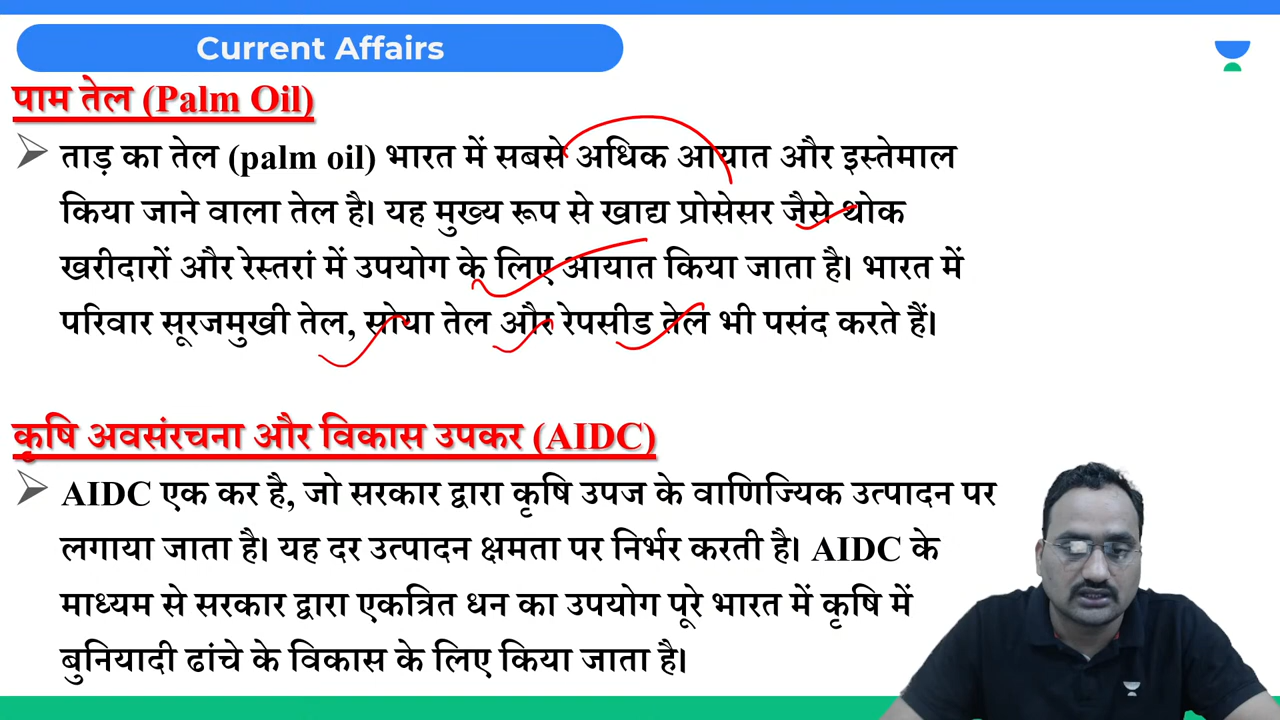 Current Affairs
पाम तेल (Palm Oil)
ताड़ का तेल (palm oil) भारत में सबसे अधिक आयात और इस्तेमाल
किया जाने वाला तेल है। यह मुख्य रूप से खाद्य प्रोसेसर जैसे थोक
खरीदारों और रेस्तरां में उपयोग के लिए आयात किया जाता है। भारत में
परिवार सूरजमुखी तेल, सोया तेल और रेपसीड तेल भी पसंद करते हैं।
कृषि अवसंरचना और विकास उपकर (AIDC)
AIDC एक कर है, जो सरकार द्वारा कृषि उपज के वाणिज्यिक उत्पादन पर
लगाया जाता है। यह दर उत्पादन क्षमता पर निर्भर करती है। AIDC के
माध्यम से सरकार द्वारा एकत्रित धन का उपयोग पूरे भारत में कृषि में
बुनियादी ढांचे के विकास के लिए किया जाता है।